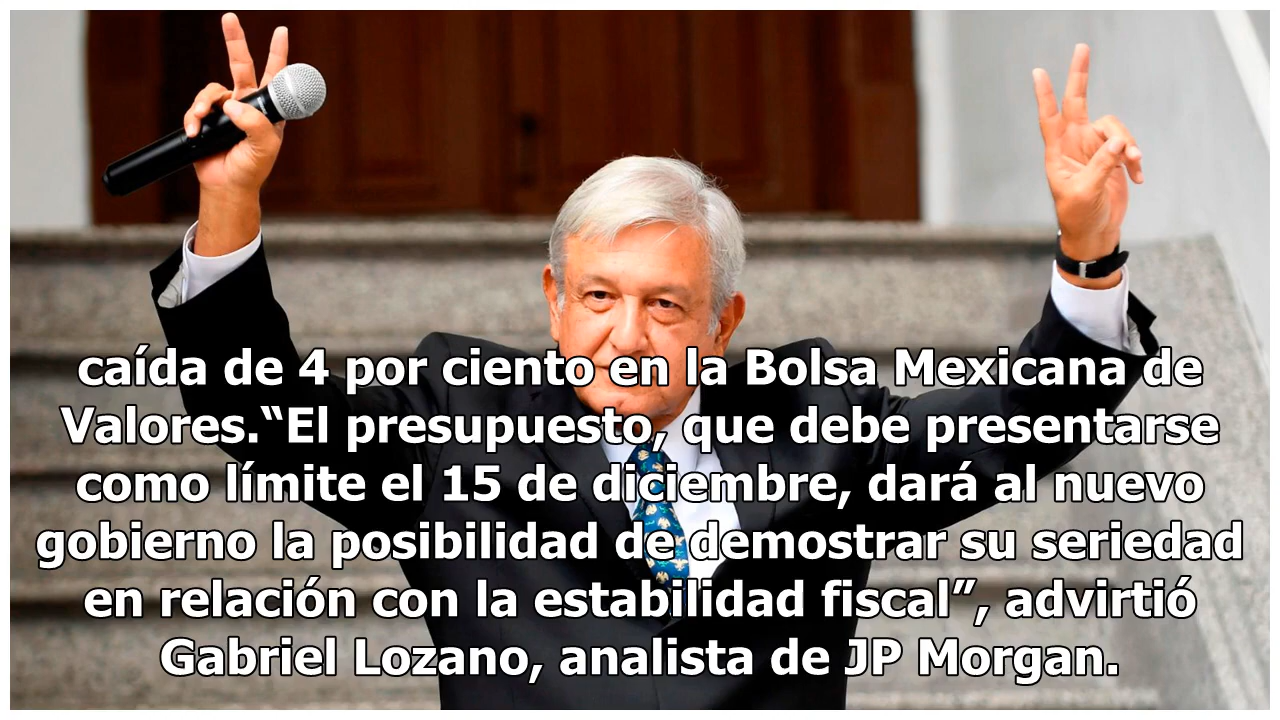 caída de 4 por ciento en la Bolsa Mexicana de
Valores.“El presupuesto, que debe presentarse
como límite el 15 de diciembre, dará al nuevo
gobierno la posibilidad de demostrar su seriedad
en relación con la estabilidad fiscal”, advirtió
Gabriel Lozano, analista de JP Morgan.